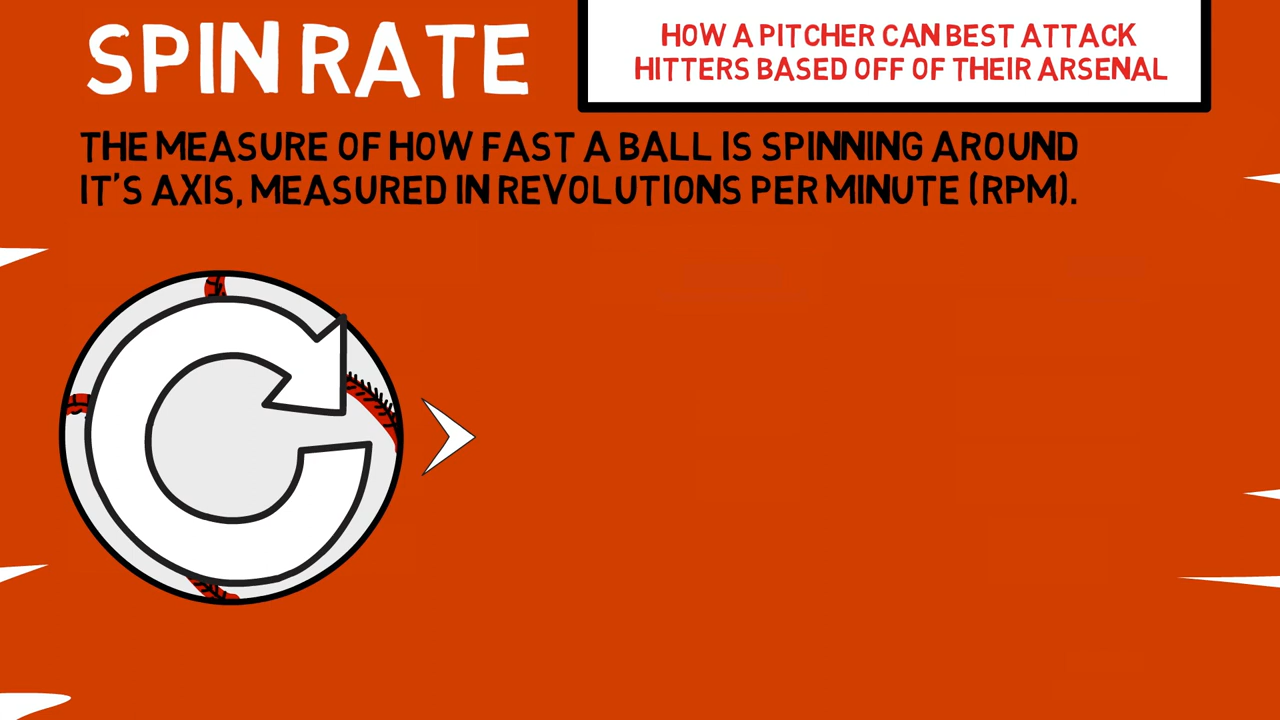 SPIN RATE
HOW A PITCHER CAN BEST ATTACK
HITTERS BASED OFF OF THEIR ARSENAL
THE MEASURE OF HOW FAST A BALL IS SPINNING AROUND
IT'S AXIS, MEASURED IN REVOLUTIONS PER MINUTE (RPM).